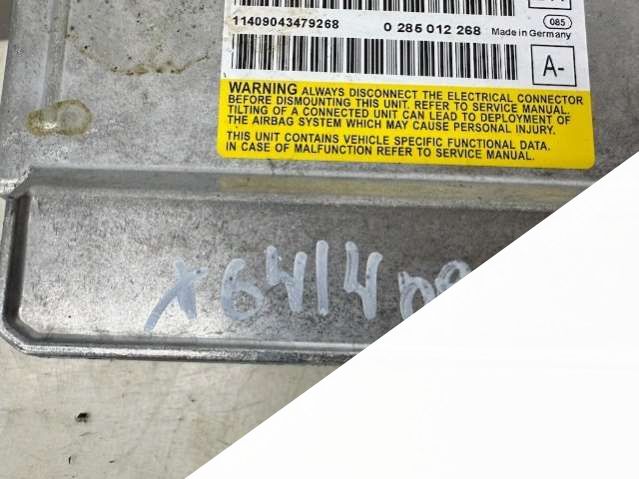 085
11409043479268 0 285 012 268 Made in Germany
A-
WARNING ALWAYS DISCONNECT THE ELECTRICAL CONNECTOR
BEFORE DISMOUNTING THIS UNIT. REFER TO SERVICE MANUAL.
TILTING OF A CONNECTED UNIT CAN LEAD TO DEPLOYMENT OF
THE AIRBAG SYSTEM WHICH MAY CAUSE PERSONAL INJURY.
THIS UNIT CONTAINS VEHICLE SPECIFIC FUNCTIONAL DATA.
IN CASE OF MALFUNCTION REFER TO SERVICE MANUAL.
X6414